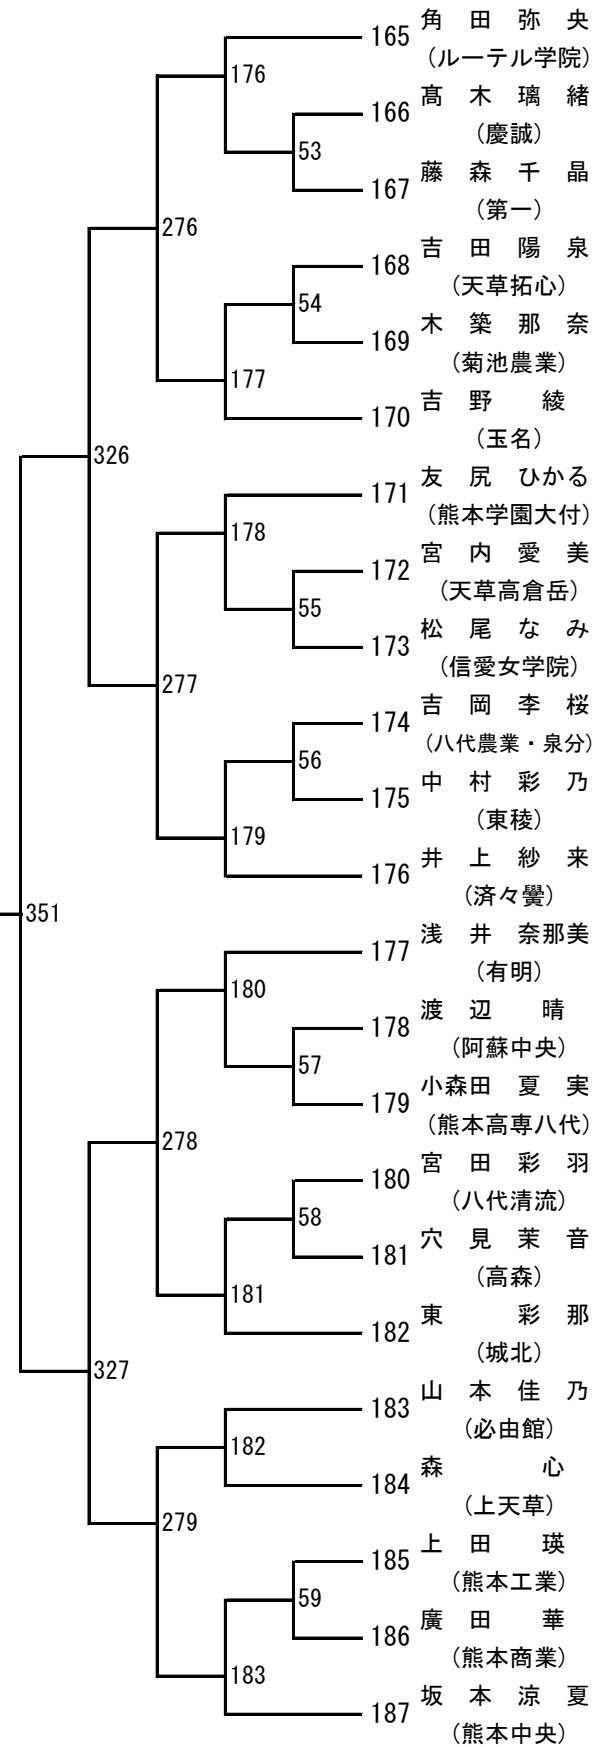 165 角田弥央
(ルーテル学院)
176
166 髙木璃緒
(慶誠)
53
167 藤森千晶
(第一)
276
168 吉田陽泉
(天草拓心)
54
169 木築那奈
(菊池農業)
177
170 吉野綾
(玉名)
326
171 友尻ひかる
(熊本学園大付)
178
172 宮内愛美
(天草高倉岳)
55
173 松尾なみ
(信愛女学院)
277
174 吉岡李桜
(八代農業・泉分)
56
175 中村彩乃
(東稜)
179
176 井上紗来
(済々黌)
351
177 浅井奈那美
(有明)
180
178 渡辺晴
(阿蘇中央)
57
179 小森田夏実
(熊本高専八代)
278
180 宮田彩羽
(八代清流)
58
181 穴見茉音
(高森)
181
182 東彩那
(城北)
327
183 山本佳乃
(必由館)
182
184 森心
(上天草)
279
185 上田瑛
(熊本工業)
59
186 廣田華
(熊本商業)
183
187 坂本涼夏
(熊本中央)